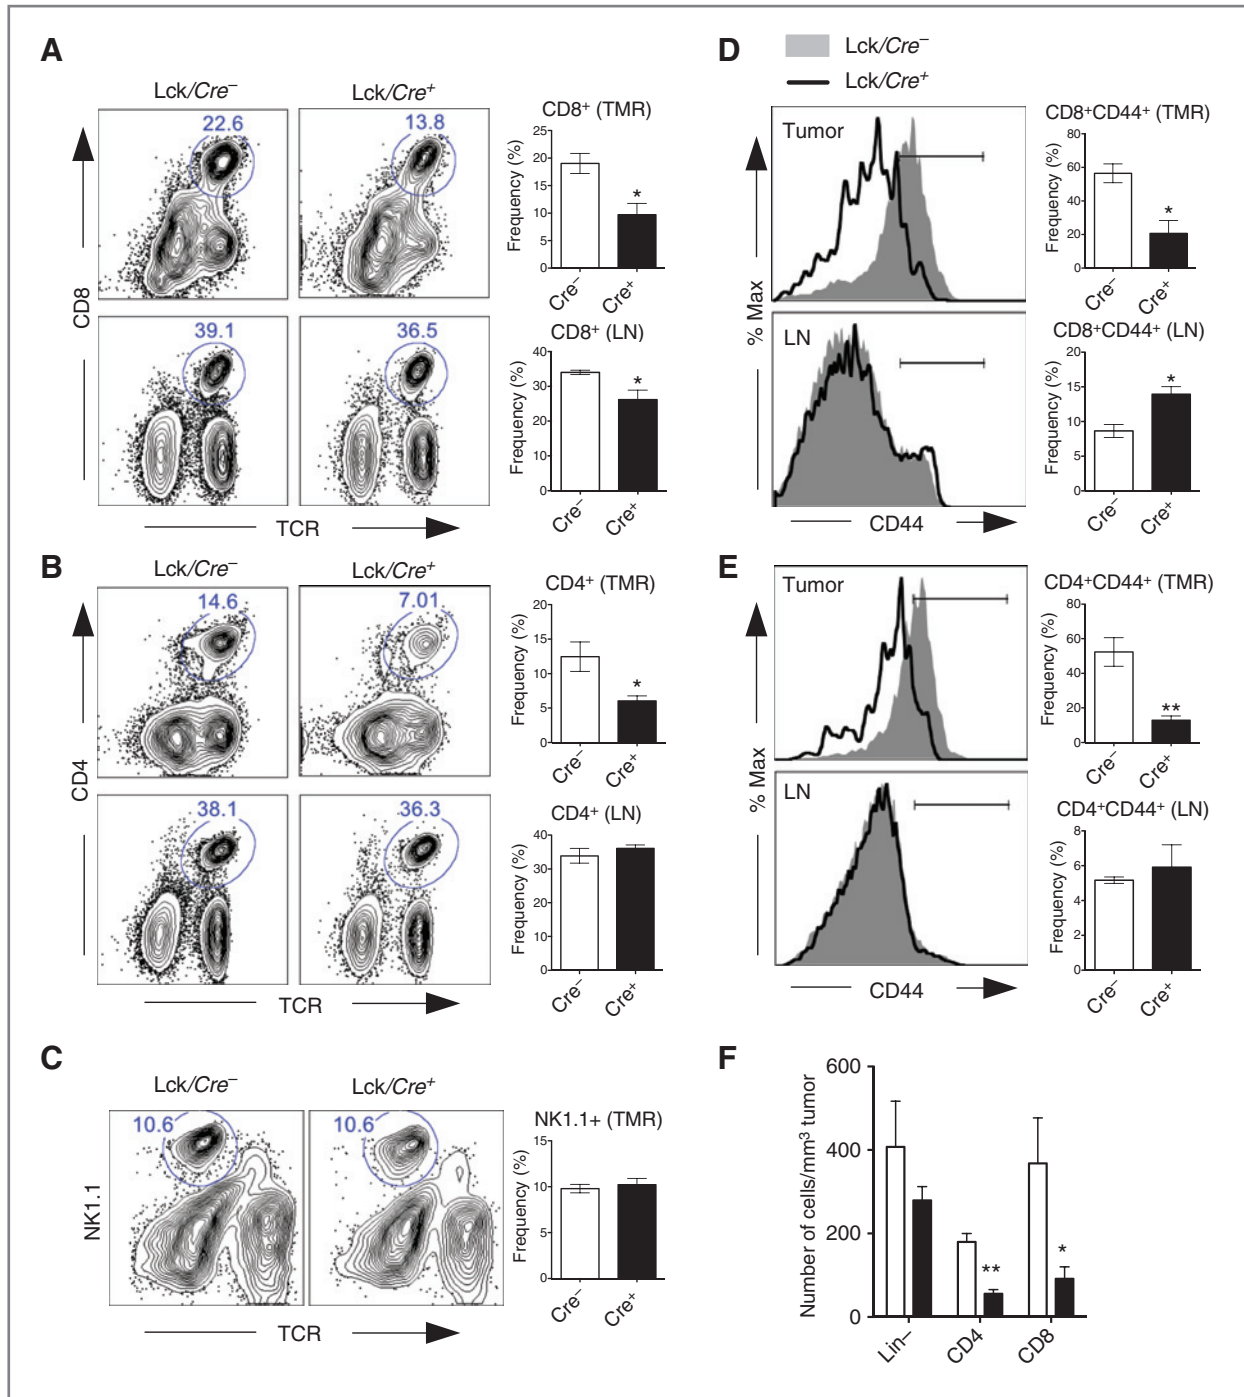 A
Lck/Cre⁻
Lck/Cre⁺
22.6
13.8
CD8⁺ (TMR)
Frequency (%)
25
20
15
10
5
0
*
Cre⁻
Cre⁺
39.1
36.5
CD8⁺ (LN)
Frequency (%)
40
30
20
10
0
*
Cre⁻
Cre⁺
CD8
TCR
B
Lck/Cre⁻
Lck/Cre⁺
14.6
7.01
CD4⁺ (TMR)
Frequency (%)
20
15
10
5
0
*
Cre⁻
Cre⁺
38.1
36.3
CD4⁺ (LN)
Frequency (%)
40
30
20
10
0
Cre⁻
Cre⁺
CD4
TCR
C
Lck/Cre⁻
Lck/Cre⁺
10.6
10.6
NK1.1+ (TMR)
Frequency (%)
15
10
5
0
Cre⁻
Cre⁺
NK1.1
TCR
D
Lck/Cre⁻
Lck/Cre⁺
Tumor
CD8⁺CD44⁺ (TMR)
Frequency (%)
80
60
40
20
0
*
Cre⁻
Cre⁺
LN
CD8⁺CD44⁺ (LN)
Frequency (%)
20
15
10
5
0
*
Cre⁻
Cre⁺
% Max
CD44
E
Tumor
CD4⁺CD44⁺ (TMR)
Frequency (%)
80
60
40
20
0
**
Cre⁻
Cre⁺
LN
CD4⁺CD44⁺ (LN)
Frequency (%)
8
6
4
2
0
Cre⁻
Cre⁺
% Max
CD44
F
Number of cells/mm³ tumor
600
400
200
0
**
*
Lin–
CD4
CD8